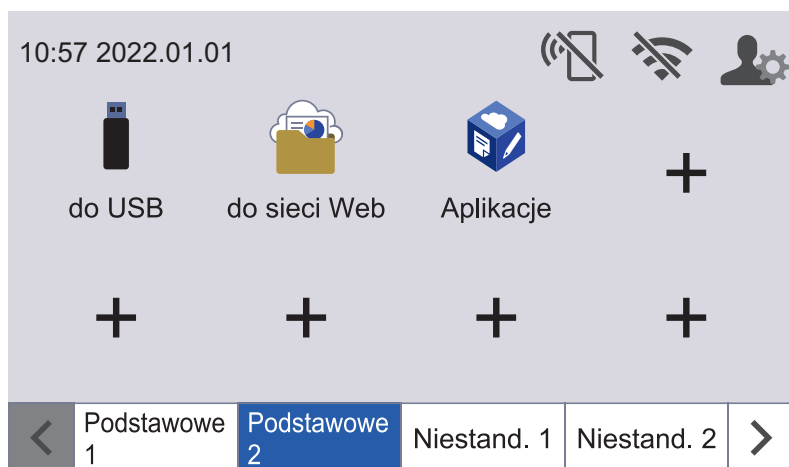 10:57 2022.01.01
do USB
do sieci Web
Aplikacje
Podstawowe
1
Podstawowe
2
Niestand. 1
Niestand. 2